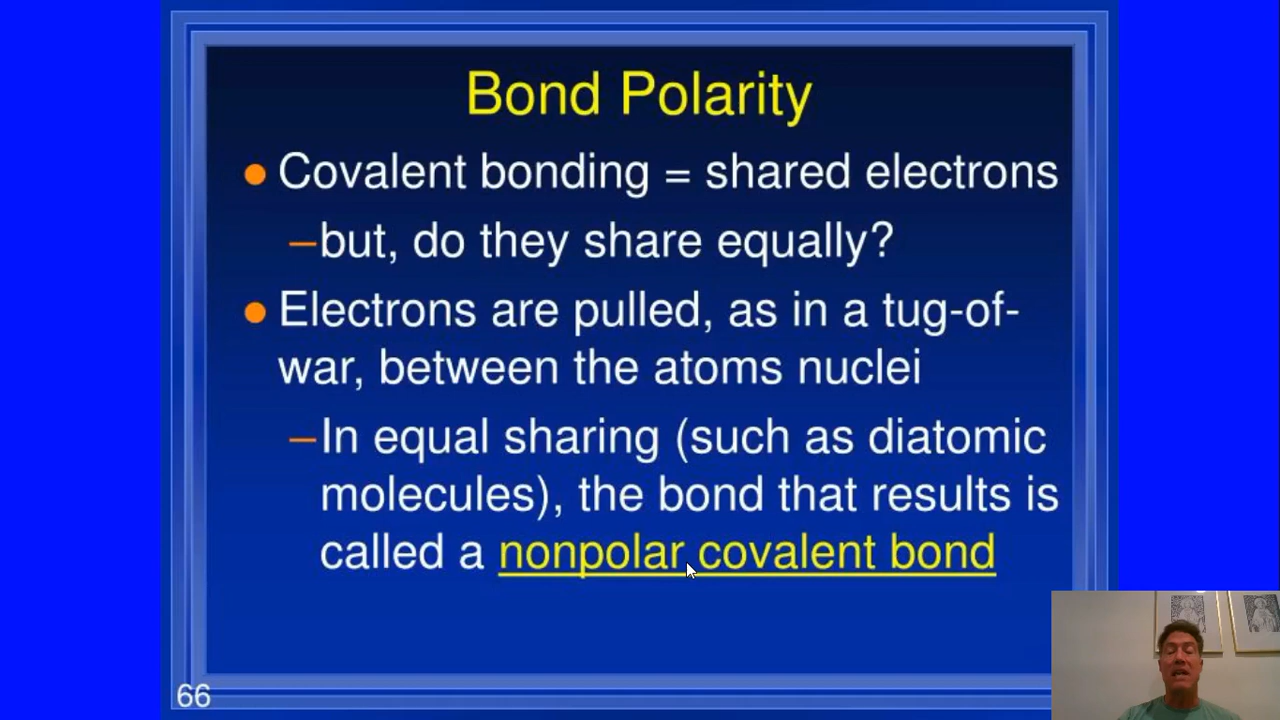 Bond Polarity
● Covalent bonding = shared electrons
–but, do they share equally?
● Electrons are pulled, as in a tug-of-
war, between the atoms nuclei
–In equal sharing (such as diatomic
molecules), the bond that results is
called a nonpolar covalent bond
66